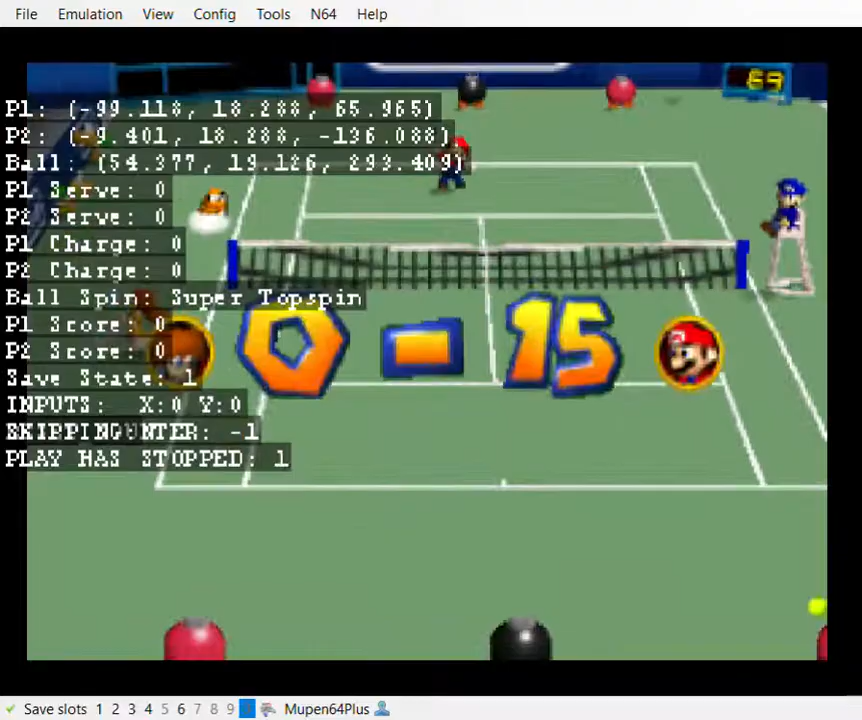 File Emulation View Config Tools N64 Help
69
P1: (-99.118, 18.288, 65.965)
P2: (-9.401, 18.288, -136.088)
Ball: (54.377, 19.126, 293.409)
P1 Serve: 0
P2 Serve: 0
P1 Charge: 0
P2 Charge: 0
Ball Spin: Super Topspin
P1 Score: 0
P2 Score: 0
0 - 15
Save State: 1
INPUTS: X:0 Y:0
SKIPPINGUNTER: -1
PLAY HAS STOPPED: 1
Save slots 1 2 3 4 5 6 7 8 9 Mupen64Plus